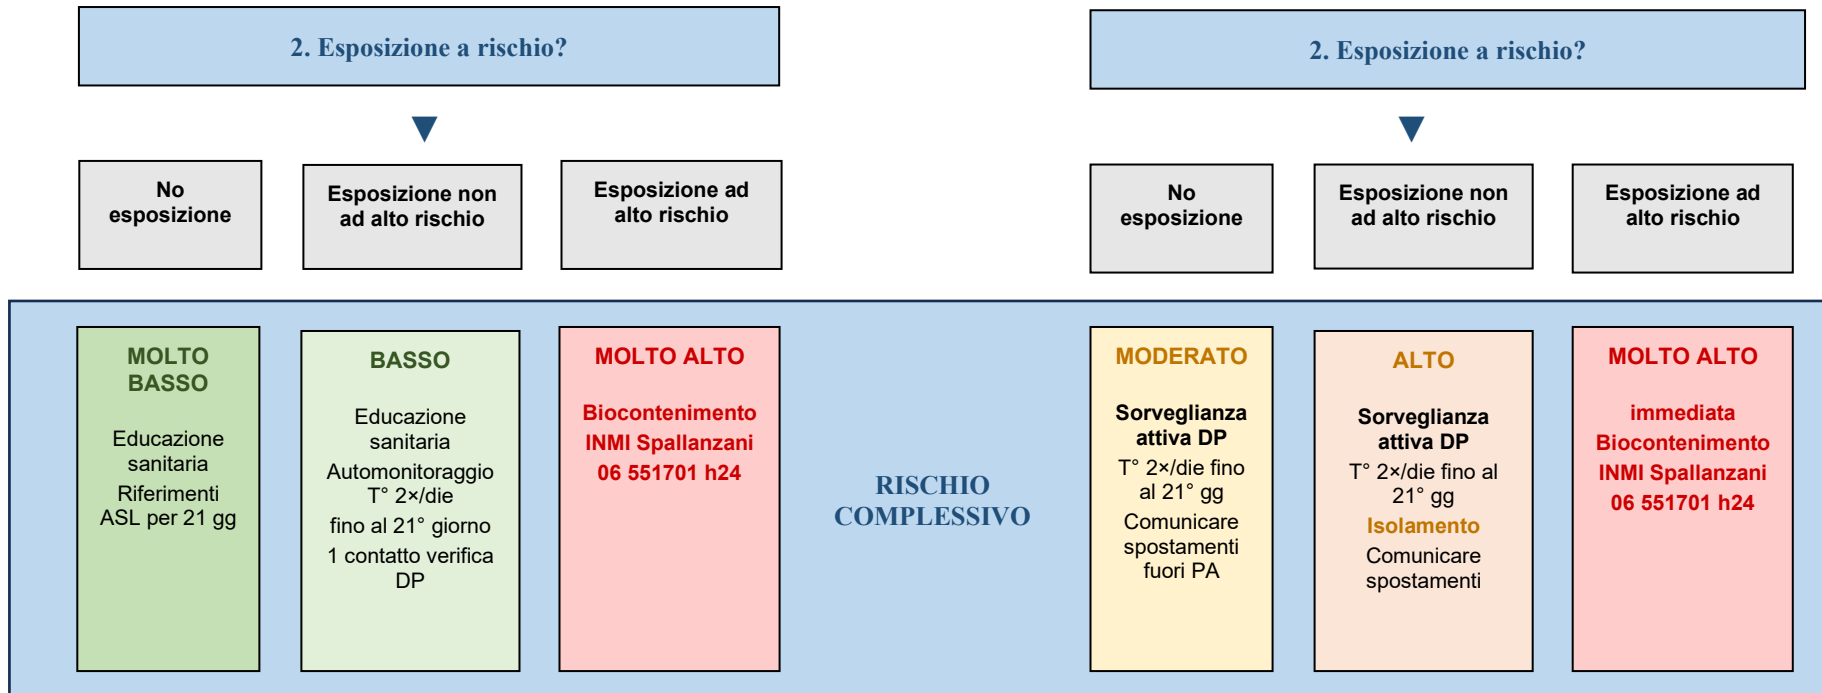 2. Esposizione a rischio?
2. Esposizione a rischio?
▼
▼
No
esposizione
Esposizione non
ad alto rischio
Esposizione ad
alto rischio
No
esposizione
Esposizione non
ad alto rischio
Esposizione ad
alto rischio
MOLTO
BASSO
Educazione
sanitaria
Riferimenti
ASL per 21 gg
BASSO
Educazione
sanitaria
Automonitoraggio
T° 2×/die
fino al 21° giorno
1 contatto verifica
DP
MOLTO ALTO
Biocontenimento
INMI Spallanzani
06 551701 h24
RISCHIO
COMPLESSIVO
MODERATO
Sorveglianza
attiva DP
T° 2×/die fino
al 21° gg
Comunicare
spostamenti
fuori PA
ALTO
Sorveglianza
attiva DP
T° 2×/die fino al
21° gg
Isolamento
Comunicare
spostamenti
MOLTO ALTO
immediata
Biocontenimento
INMI Spallanzani
06 551701 h24